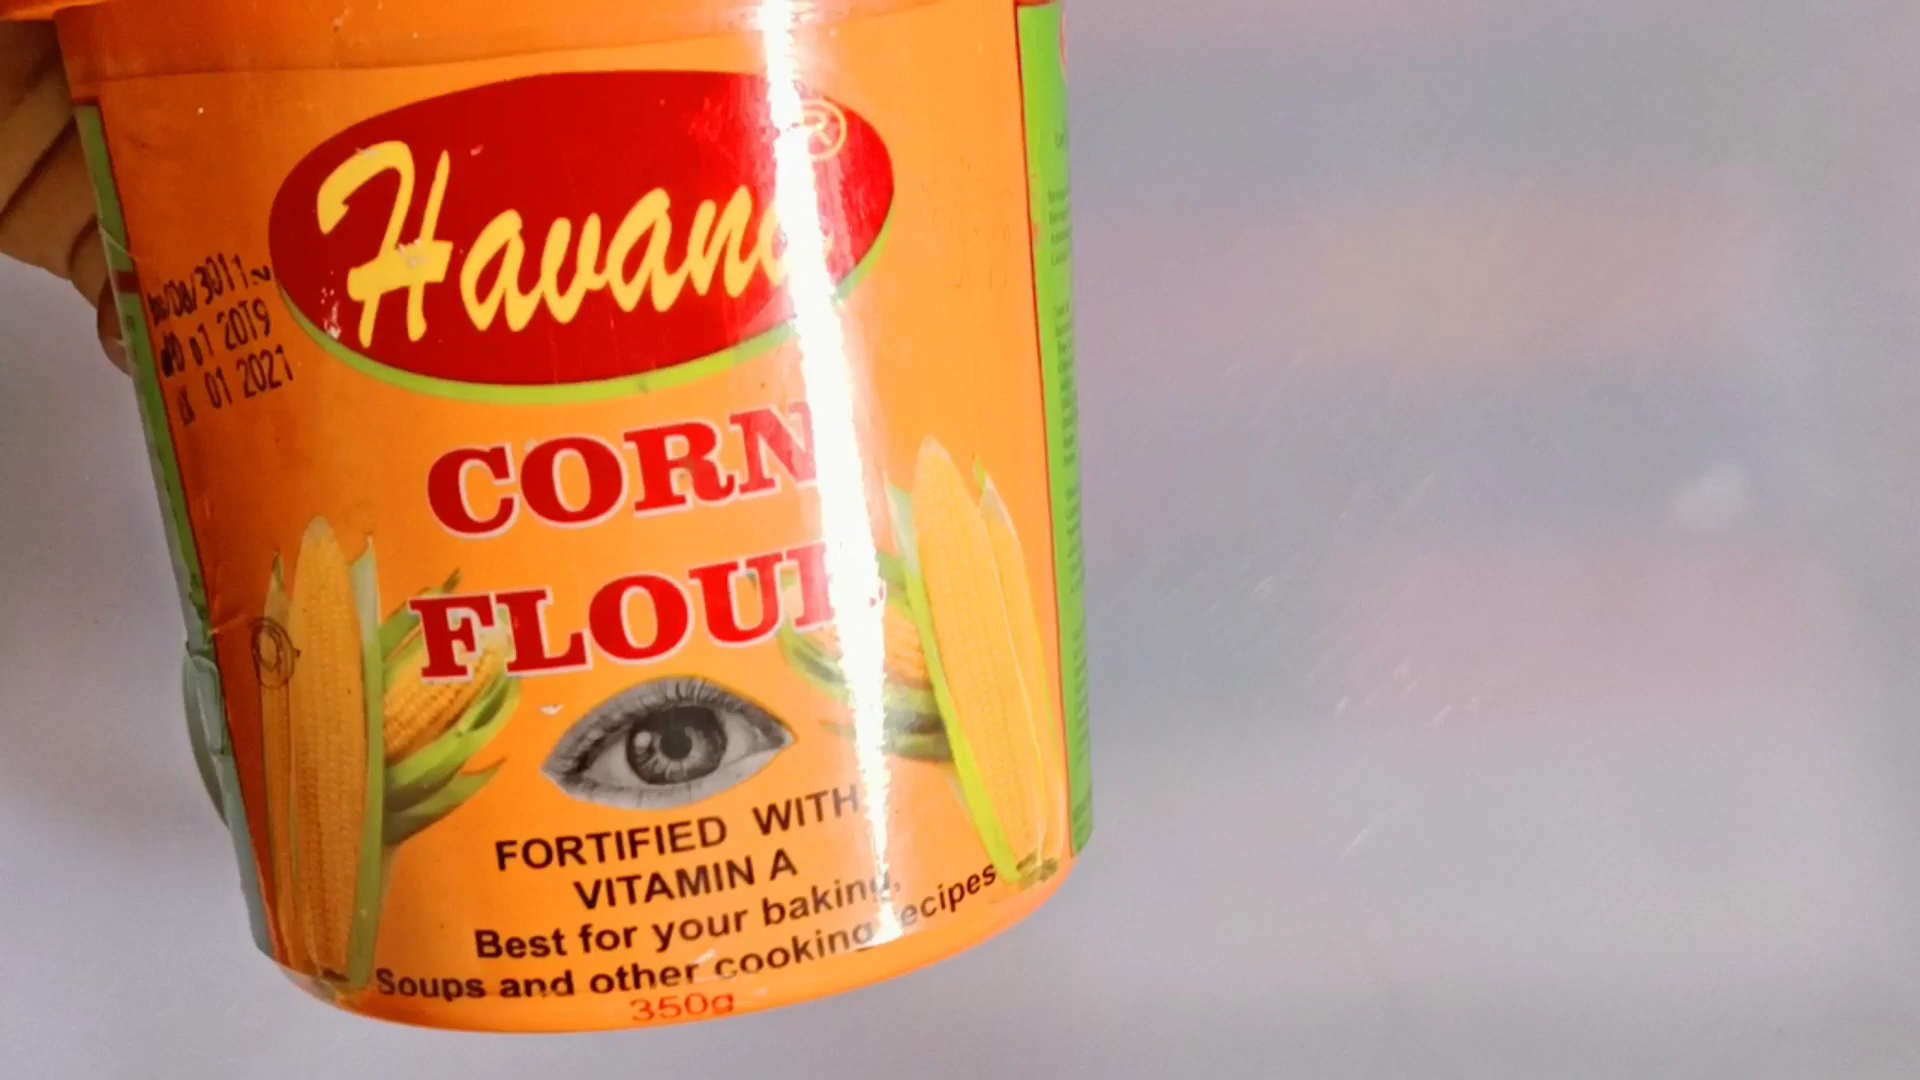 Havana
®
01 2019
01 2021
CORN
FLOUR
FORTIFIED WITH
VITAMIN A
Best for your baking,
Soups and other cooking recipes
350g